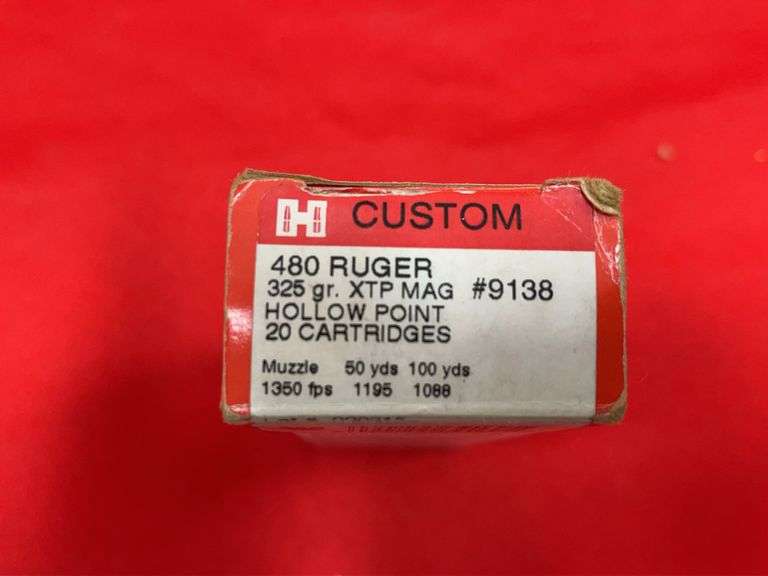 H CUSTOM
480 RUGER
325 gr. XTP MAG #9138
HOLLOW POINT
20 CARTRIDGES
Muzzle 50 yds 100 yds
1350 fps 1195 1088